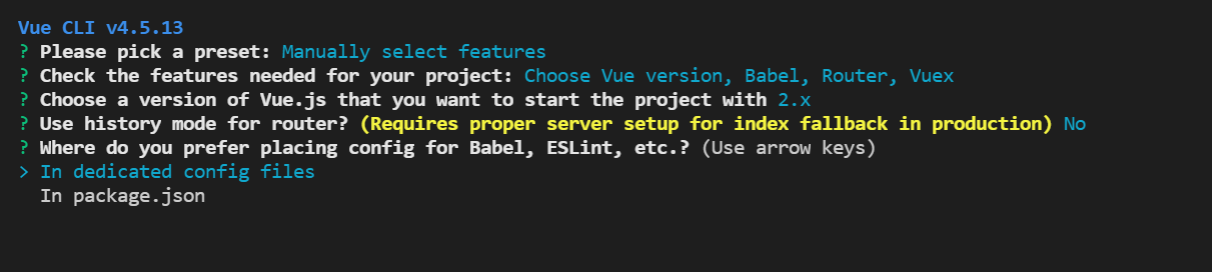 Vue CLI v4.5.13
? Please pick a preset: Manually select features
? Check the features needed for your project: Choose Vue version, Babel, Router, Vuex
? Choose a version of Vue.js that you want to start the project with 2.x
? Use history mode for router? (Requires proper server setup for index fallback in production) No
? Where do you prefer placing config for Babel, ESLint, etc.? (Use arrow keys)
> In dedicated config files
  In package.json